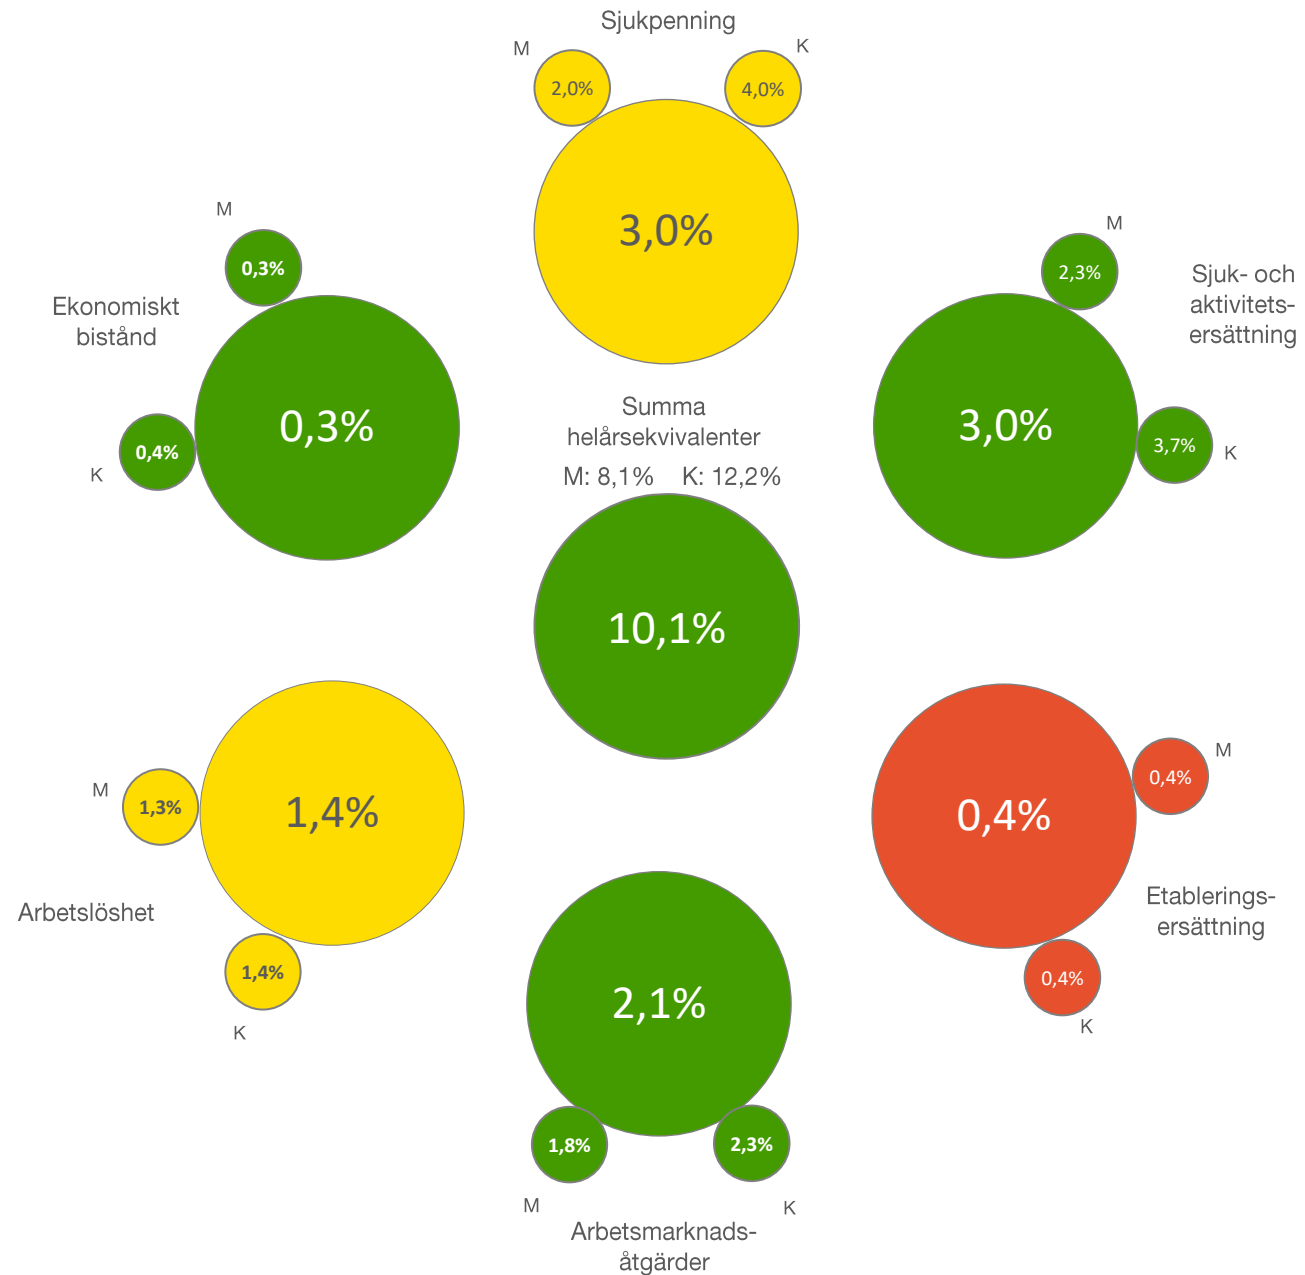 Sjukpenning
M
K
2,0%
4,0%
3,0%
M
0,3%
Ekonomiskt
bistånd
0,3%
0,4%
K
M
2,3%
Sjuk- och
aktivitets-
ersättning
3,0%
3,7%
K
Summa
helårsekvivalenter
M: 8,1% K: 12,2%
10,1%
M
1,3%
1,4%
Arbetslöshet
1,4%
K
M
0,4%
0,4%
Etablerings-
ersättning
0,4%
K
2,1%
1,8%
2,3%
M
K
Arbetsmarknads-
åtgärder